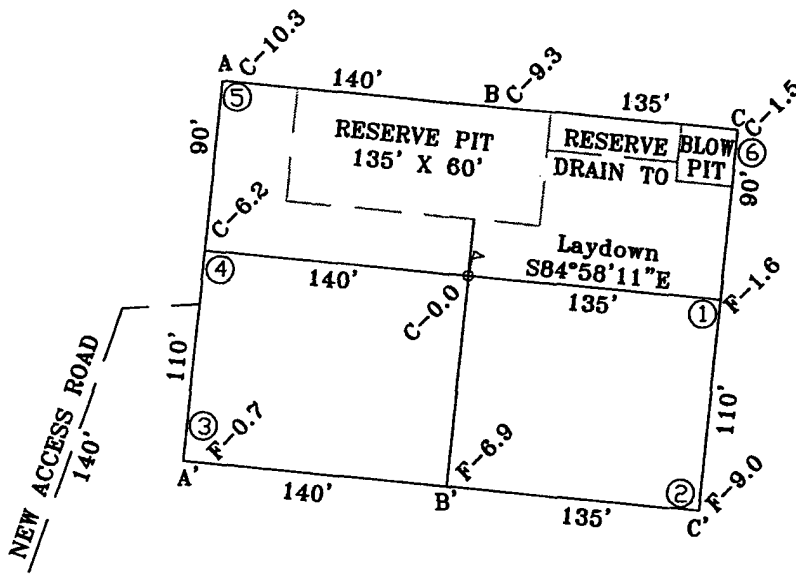 A
C-10.3
140'
B
C-9.3
135'
C
C-1.5
5
RESERVE PIT
135' X 60'
RESERVE
DRAIN TO
BLOW
PIT
6
90'
90'
C-6.2
Laydown
S84°58'11"E
4
140'
C-0.0
135'
1
F-1.6
NEW ACCESS ROAD
140'
110'
110'
3
F-0.7
A'
140'
B'
F-6.9
135'
2
C'
F-9.0